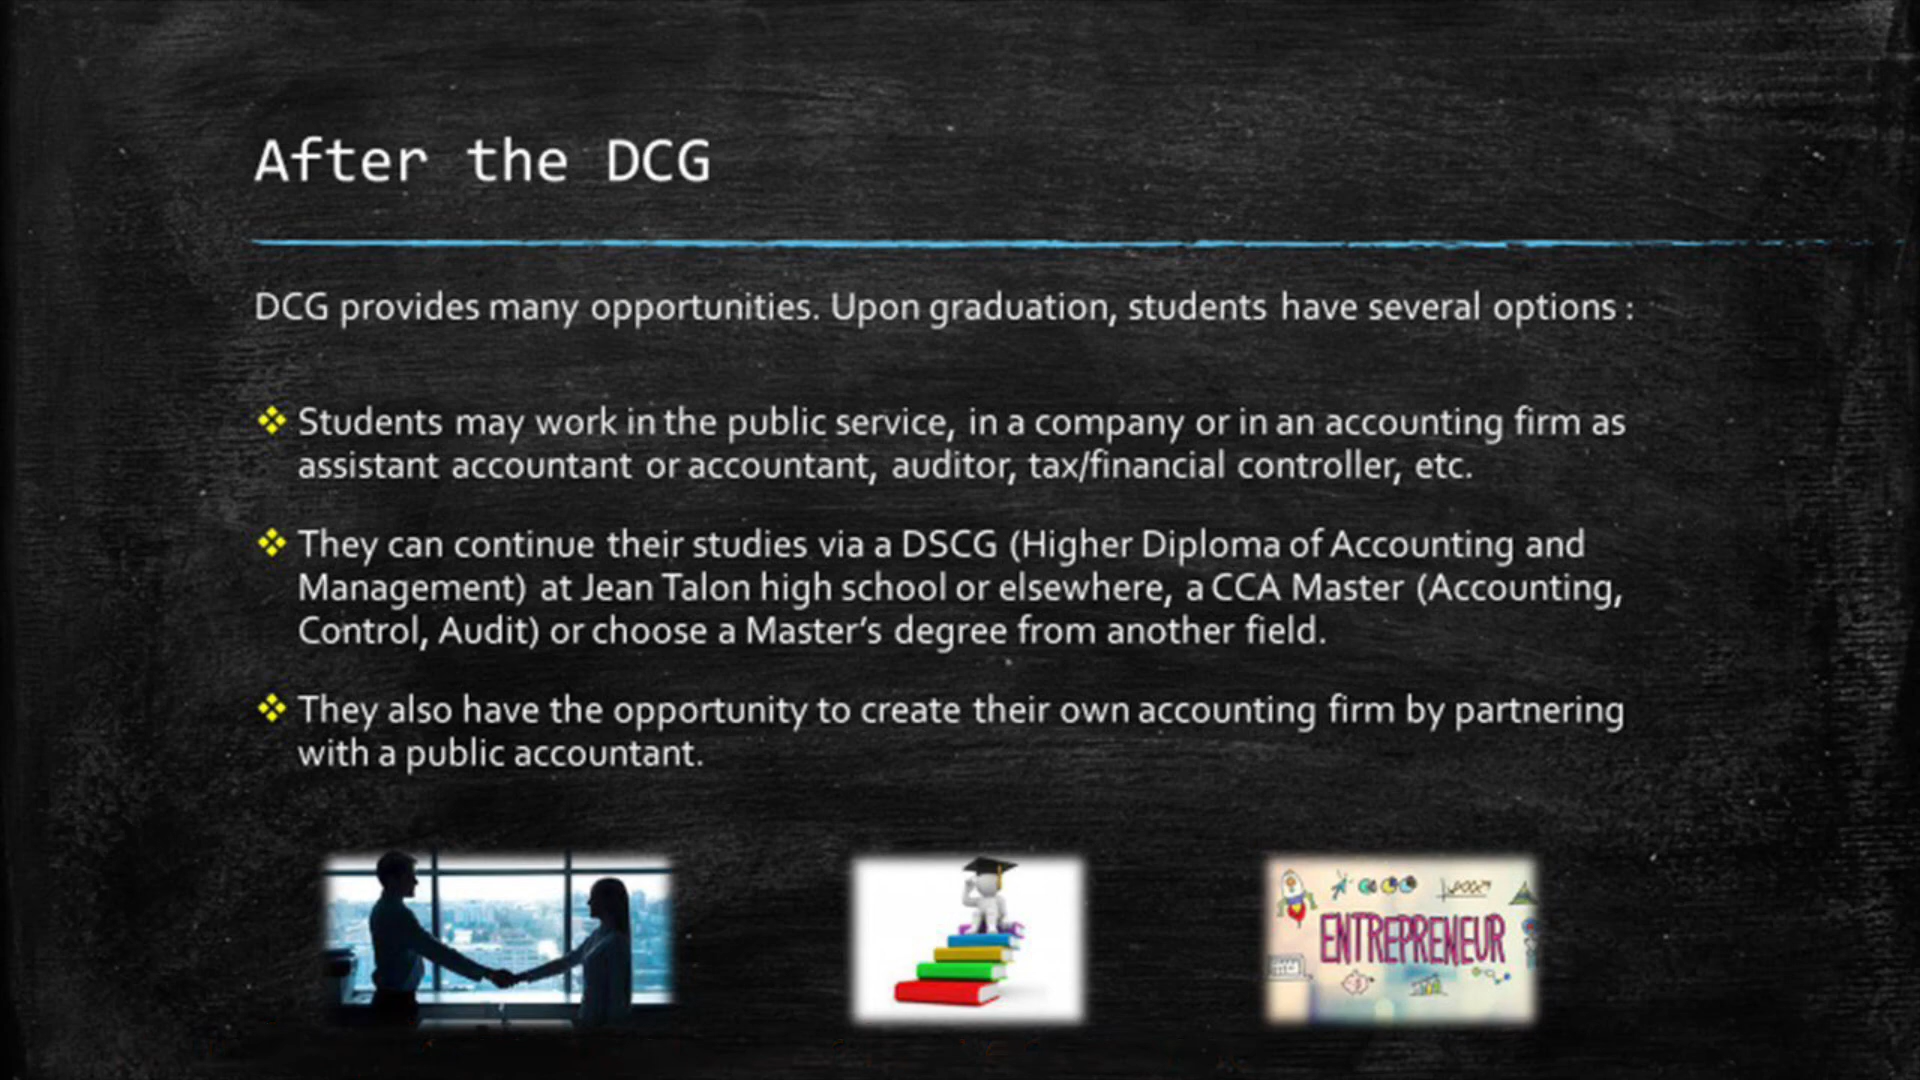 After the DCG
DCG provides many opportunities. Upon graduation, students have several options :
❖ Students may work in the public service, in a company or in an accounting firm as
assistant accountant or accountant, auditor, tax/financial controller, etc.
❖ They can continue their studies via a DSCG (Higher Diploma of Accounting and
Management) at Jean Talon high school or elsewhere, a CCA Master (Accounting,
Control, Audit) or choose a Master’s degree from another field.
❖ They also have the opportunity to create their own accounting firm by partnering
with a public accountant.
ENTREPRENEUR